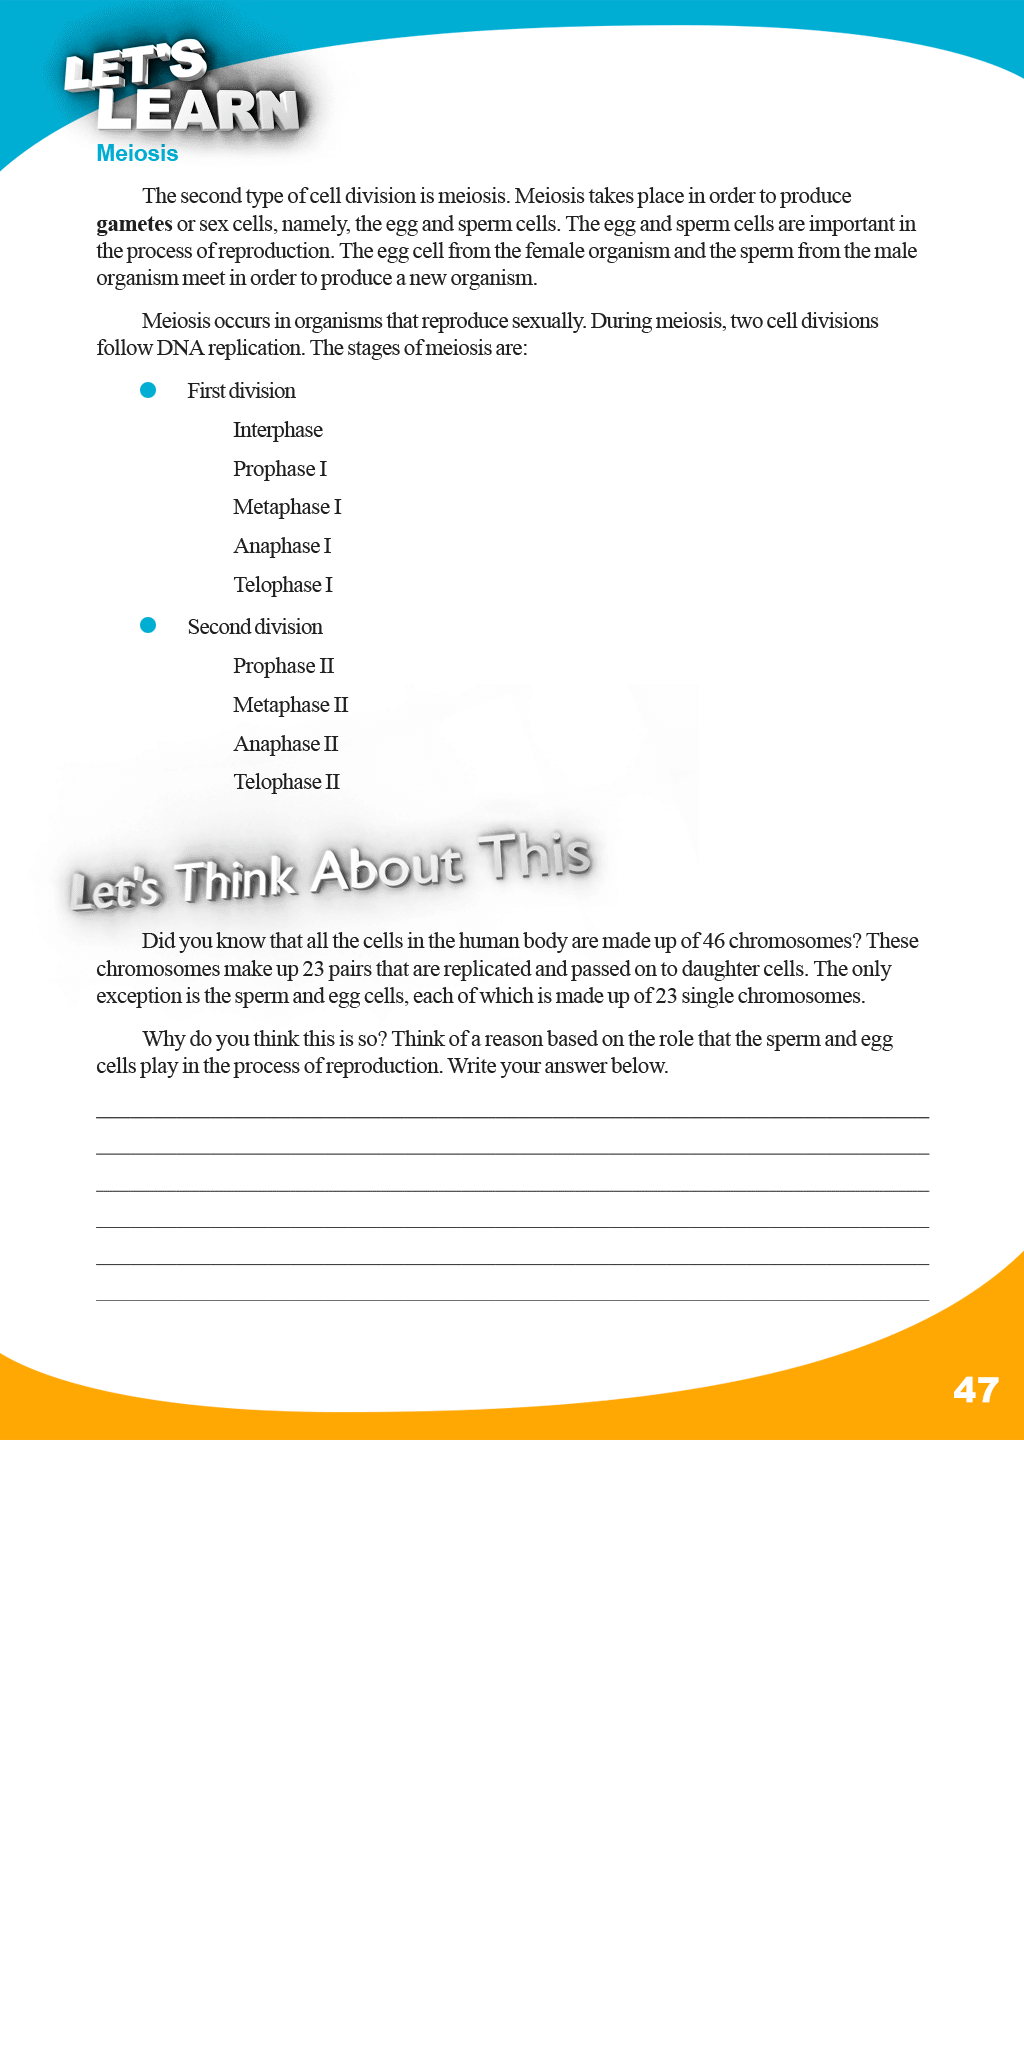 LET'S
LEARN
Meiosis
The second type of cell division is meiosis. Meiosis takes place in order to produce
gametes or sex cells, namely, the egg and sperm cells. The egg and sperm cells are important in
the process of reproduction. The egg cell from the female organism and the sperm from the male
organism meet in order to produce a new organism.
Meiosis occurs in organisms that reproduce sexually. During meiosis, two cell divisions
follow DNA replication. The stages of meiosis are:
● First division
Interphase
Prophase I
Metaphase I
Anaphase I
Telophase I
● Second division
Prophase II
Metaphase II
Anaphase II
Telophase II
Let's Think About This
Did you know that all the cells in the human body are made up of 46 chromosomes? These
chromosomes make up 23 pairs that are replicated and passed on to daughter cells. The only
exception is the sperm and egg cells, each of which is made up of 23 single chromosomes.
Why do you think this is so? Think of a reason based on the role that the sperm and egg
cells play in the process of reproduction. Write your answer below.
47